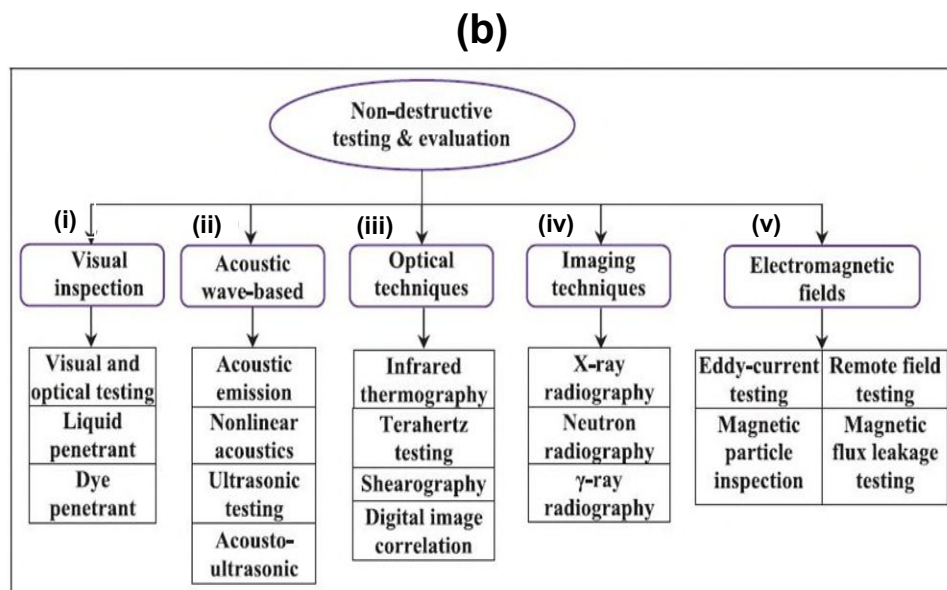 (b)
Non-destructive
testing & evaluation
(i)
(ii)
(iii)
(iv)
(v)
Visual
inspection
Acoustic
wave-based
Optical
techniques
Imaging
techniques
Electromagnetic
fields
Visual and
optical testing
Liquid
penetrant
Dye
penetrant
Acoustic
emission
Nonlinear
acoustics
Ultrasonic
testing
Acousto-
ultrasonic
Infrared
thermography
Terahertz
testing
Shearography
Digital image
correlation
X-ray
radiography
Neutron
radiography
γ-ray
radiography
Eddy-current
testing
Remote field
testing
Magnetic
particle
inspection
Magnetic
flux leakage
testing